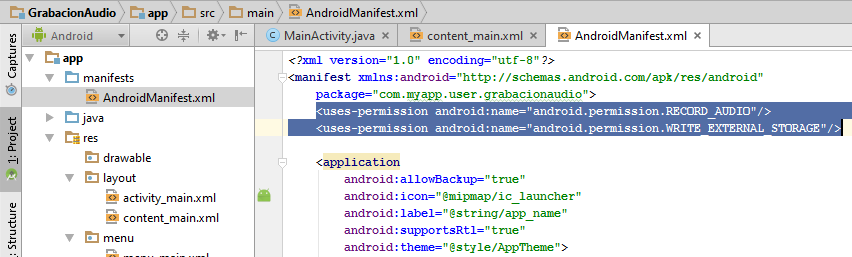 GrabacionAudio app src main AndroidManifest.xml
Android
MainActivity.java content_main.xml AndroidManifest.xml
Captures
1: Project
Structure
app
manifests
AndroidManifest.xml
java
res
drawable
layout
activity_main.xml
content_main.xml
menu
<?xml version="1.0" encoding="utf-8"?>
<manifest xmlns:android="http://schemas.android.com/apk/res/android"
package="com.myapp.user.grabacionaudio">
<uses-permission android:name="android.permission.RECORD_AUDIO"/>
<uses-permission android:name="android.permission.WRITE_EXTERNAL_STORAGE"/>
<application
android:allowBackup="true"
android:icon="@mipmap/ic_launcher"
android:label="@string/app_name"
android:supportsRtl="true"
android:theme="@style/AppTheme">